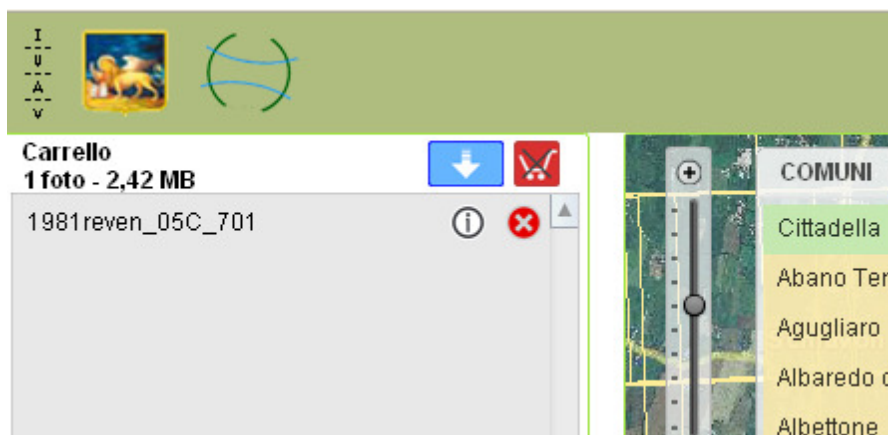 I
U
A
V
Carrello
1 foto - 2,42 MB
1981reven_05C_701
COMUNI
Cittadella
Abano Ter
Agugliaro
Albaredo
Albettone